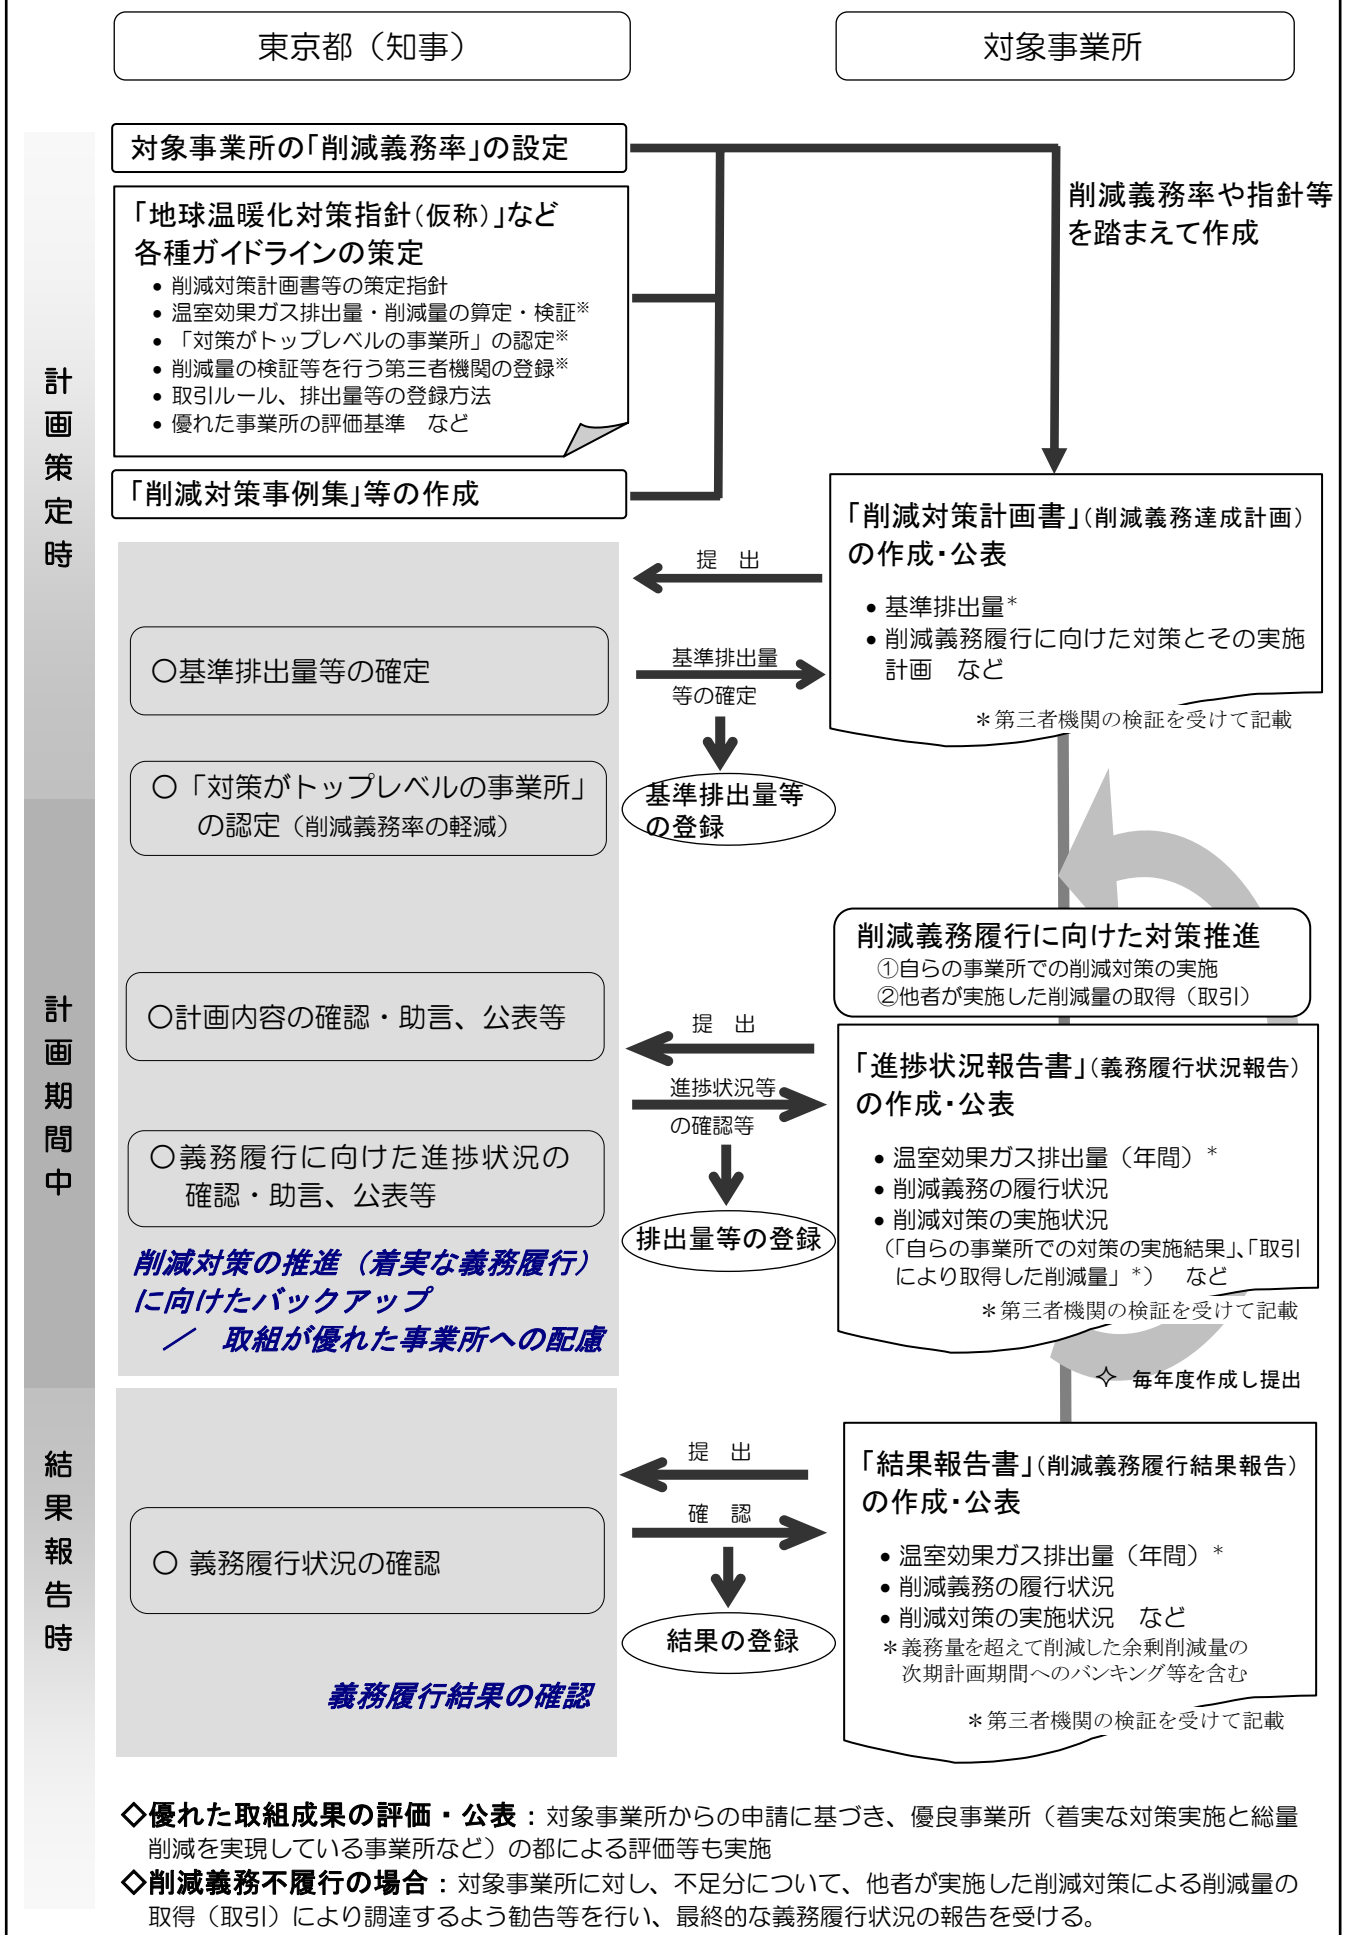 東京都（知事）
対象事業所
計画策定時
対象事業所の「削減義務率」の設定
「地球温暖化対策指針（仮称）」など
各種ガイドラインの策定
• 削減対策計画書等の策定指針
• 温室効果ガス排出量・削減量の算定・検証※
• 「対策がトップレベルの事業所」の認定※
• 削減量の検証等を行う第三者機関の登録※
• 取引ルール、排出量等の登録方法
• 優れた事業所の評価基準　など
「削減対策事例集」等の作成
削減義務率や指針等
を踏まえて作成
「削減対策計画書」（削減義務達成計画）
の作成・公表
• 基準排出量＊
• 削減義務履行に向けた対策とその実施
計画　など
＊第三者機関の検証を受けて記載
提　出
〇基準排出量等の確定
基準排出量
等の確定
〇「対策がトップレベルの事業所」
の認定（削減義務率の軽減）
基準排出量等
の登録
計画期間中
削減義務履行に向けた対策推進
①自らの事業所での削減対策の実施
②他者が実施した削減量の取得（取引）
〇計画内容の確認・助言、公表等
提　出
「進捗状況報告書」（義務履行状況報告）
の作成・公表
• 温室効果ガス排出量（年間）＊
• 削減義務の履行状況
• 削減対策の実施状況
（「自らの事業所での対策の実施結果」、「取引
により取得した削減量」＊）　など
＊第三者機関の検証を受けて記載
進捗状況等
の確認等
〇義務履行に向けた進捗状況の
確認・助言、公表等
排出量等の登録
削減対策の推進（着実な義務履行）
に向けたバックアップ
／　取組が優れた事業所への配慮
✧ 毎年度作成し提出
結果報告時
提　出
「結果報告書」（削減義務履行結果報告）
の作成・公表
• 温室効果ガス排出量（年間）＊
• 削減義務の履行状況
• 削減対策の実施状況　など
＊義務量を超えて削減した余剰削減量の
次期計画期間へのバンキング等を含む
＊第三者機関の検証を受けて記載
確　認
〇 義務履行状況の確認
結果の登録
義務履行結果の確認
◇優れた取組成果の評価・公表：対象事業所からの申請に基づき、優良事業所（着実な対策実施と総量
削減を実現している事業所など）の都による評価等も実施
◇削減義務不履行の場合：対象事業所に対し、不足分について、他者が実施した削減対策による削減量の
取得（取引）により調達するよう勧告等を行い、最終的な義務履行状況の報告を受ける。